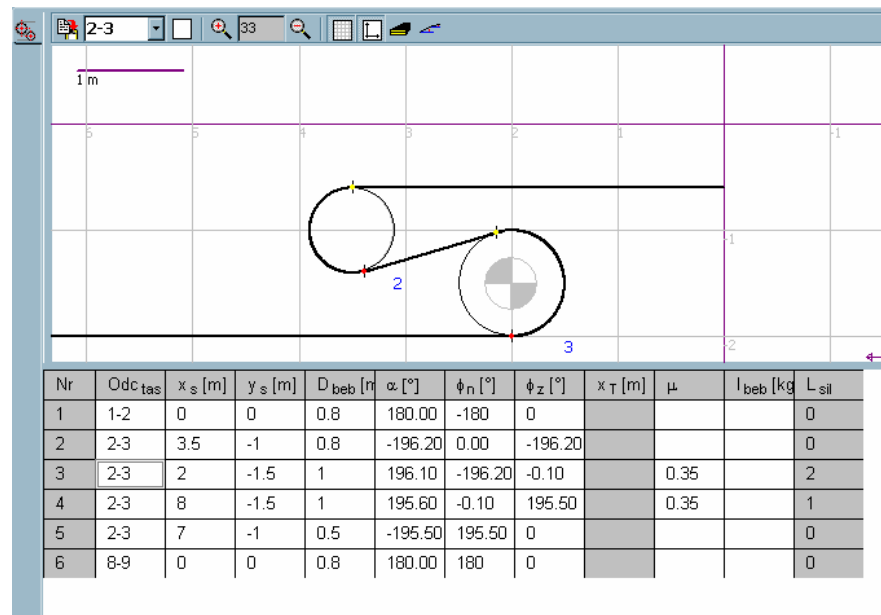 2-3 33
1 m
6 5 4 3 2 1 -1
-1
2
3
-2
Nr Odc tas x s [m] y s [m] D beb [m α [°] ϕ n [°] ϕ z [°] x T [m] μ I beb [kg L sil
1 1-2 0 0 0.8 180.00 -180 0 0
2 2-3 3.5 -1 0.8 -196.20 0.00 -196.20 0
3 2-3 2 -1.5 1 196.10 -196.20 -0.10 0.35 2
4 2-3 8 -1.5 1 195.60 -0.10 195.50 0.35 1
5 2-3 7 -1 0.5 -195.50 195.50 0 0
6 8-9 0 0 0.8 180.00 180 0 0